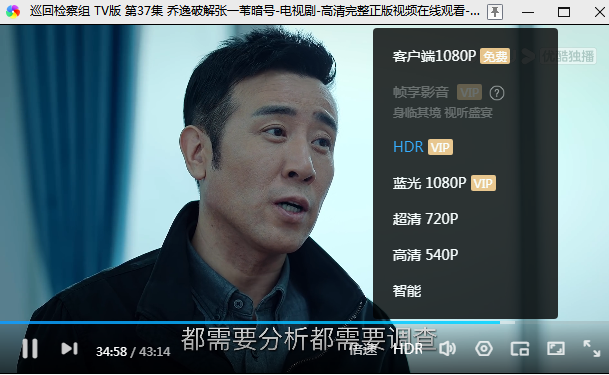 巡回检察组 TV版 第37集 乔逸破解张一苇暗号-电视剧-高清完整正版视频在线观看-...
客户端1080P 免费
优酷独播
帧享影音 VIP ?
身临其境 视听盛宴
HDR VIP
蓝光 1080P VIP
超清 720P
高清 540P
智能
都需要分析都需要调查
34:58 / 43:14
倍速 HDR